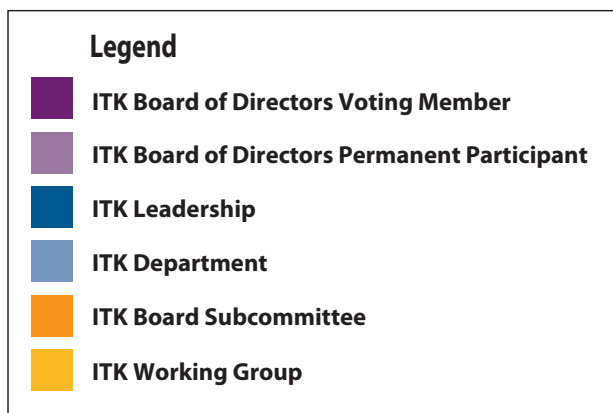 Legend
ITK Board of Directors Voting Member
ITK Board of Directors Permanent Participant
ITK Leadership
ITK Department
ITK Board Subcommittee
ITK Working Group